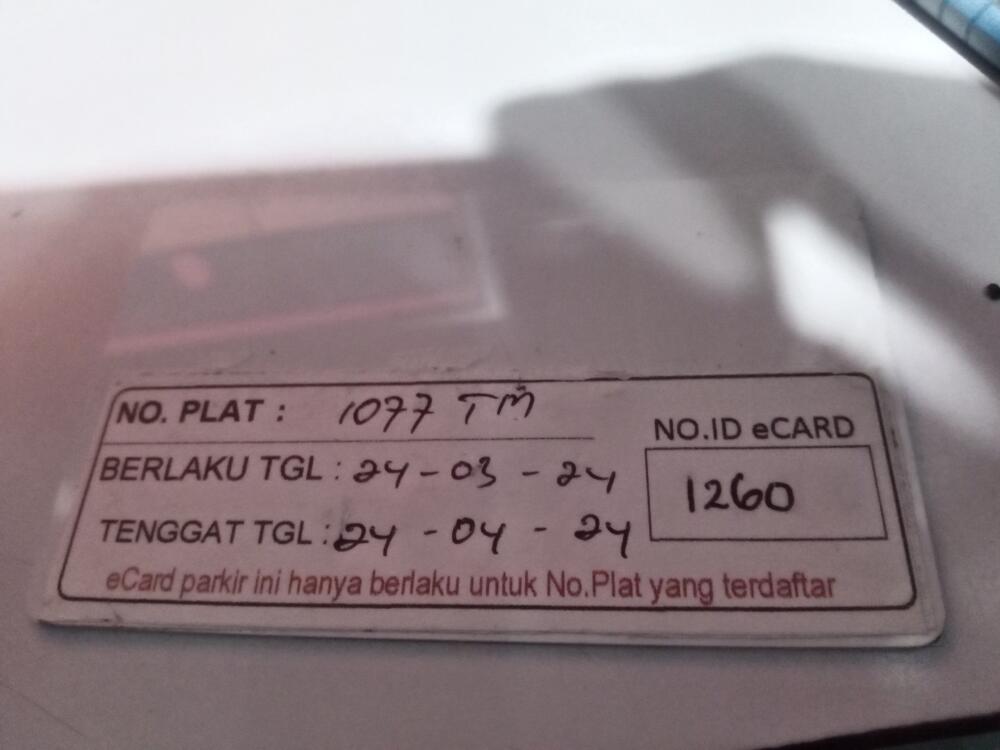 NO. PLAT : 1077 TM
NO.ID eCARD
BERLAKU TGL : 24-03-24
1260
TENGGAT TGL : 24-04-24
eCard parkir ini hanya berlaku untuk No.Plat yang terdaftar